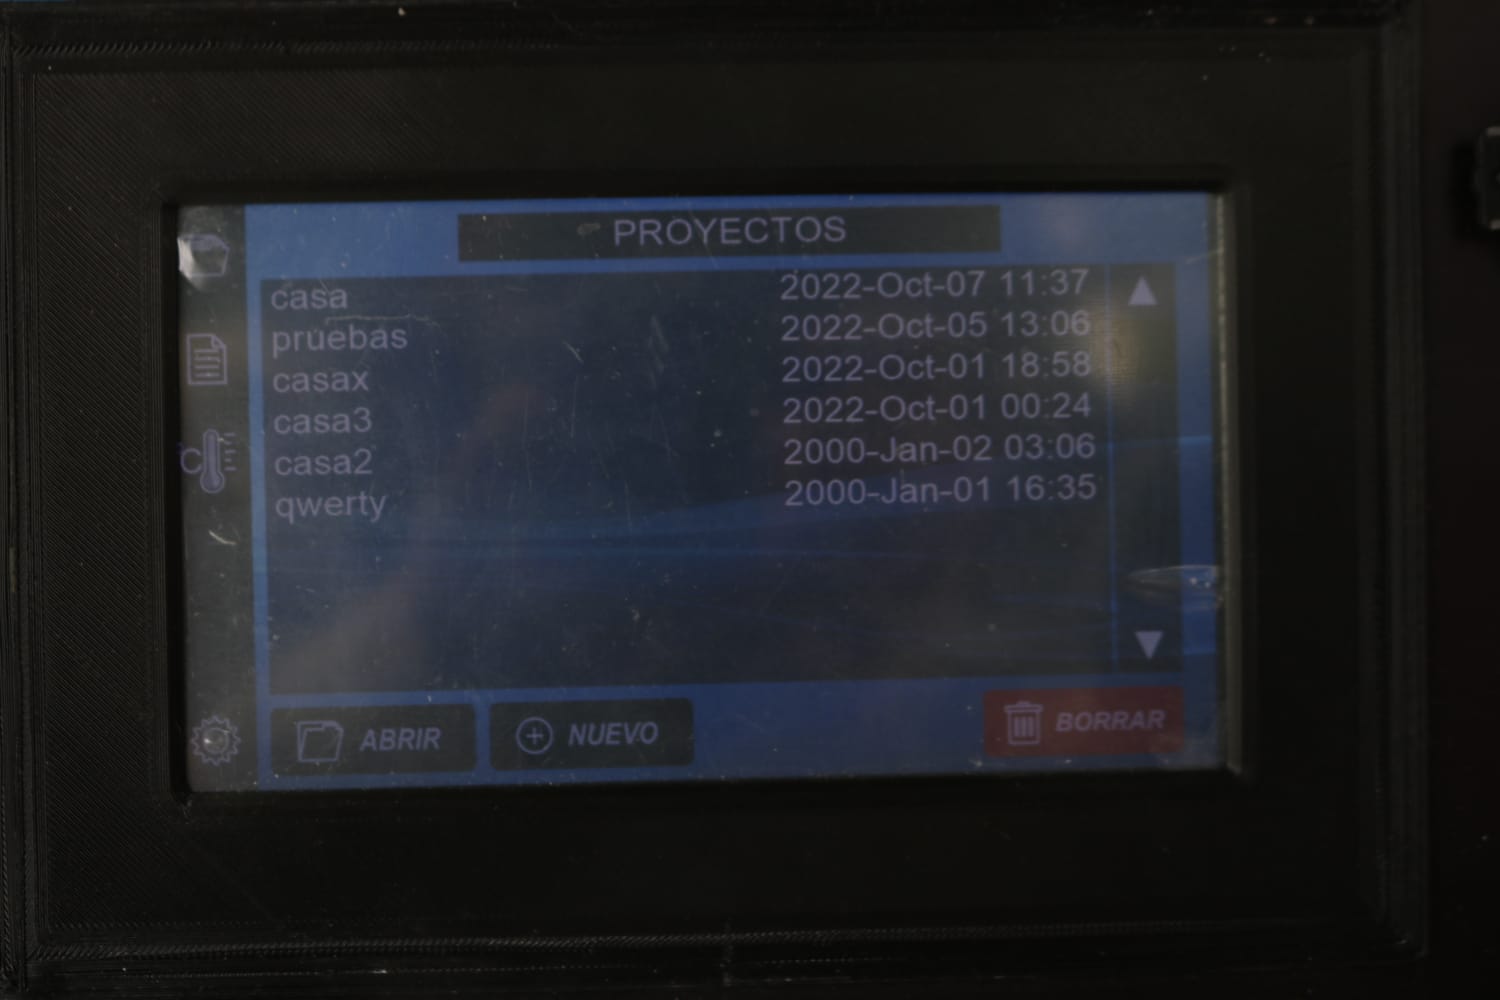 PROYECTOS
casa 2022-Oct-07 11:37
pruebas 2022-Oct-05 13:06
casax 2022-Oct-01 18:58
casa3 2022-Oct-01 00:24
casa2 2000-Jan-02 03:06
qwerty 2000-Jan-01 16:35
°C
ABRIR NUEVO BORRAR